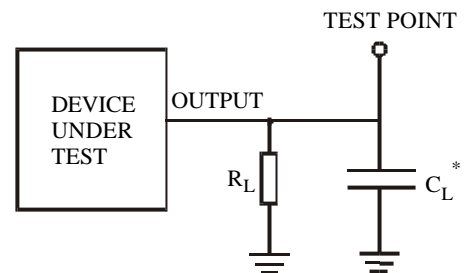 TEST POINT
DEVICE
UNDER
TEST
OUTPUT
RL
CL*